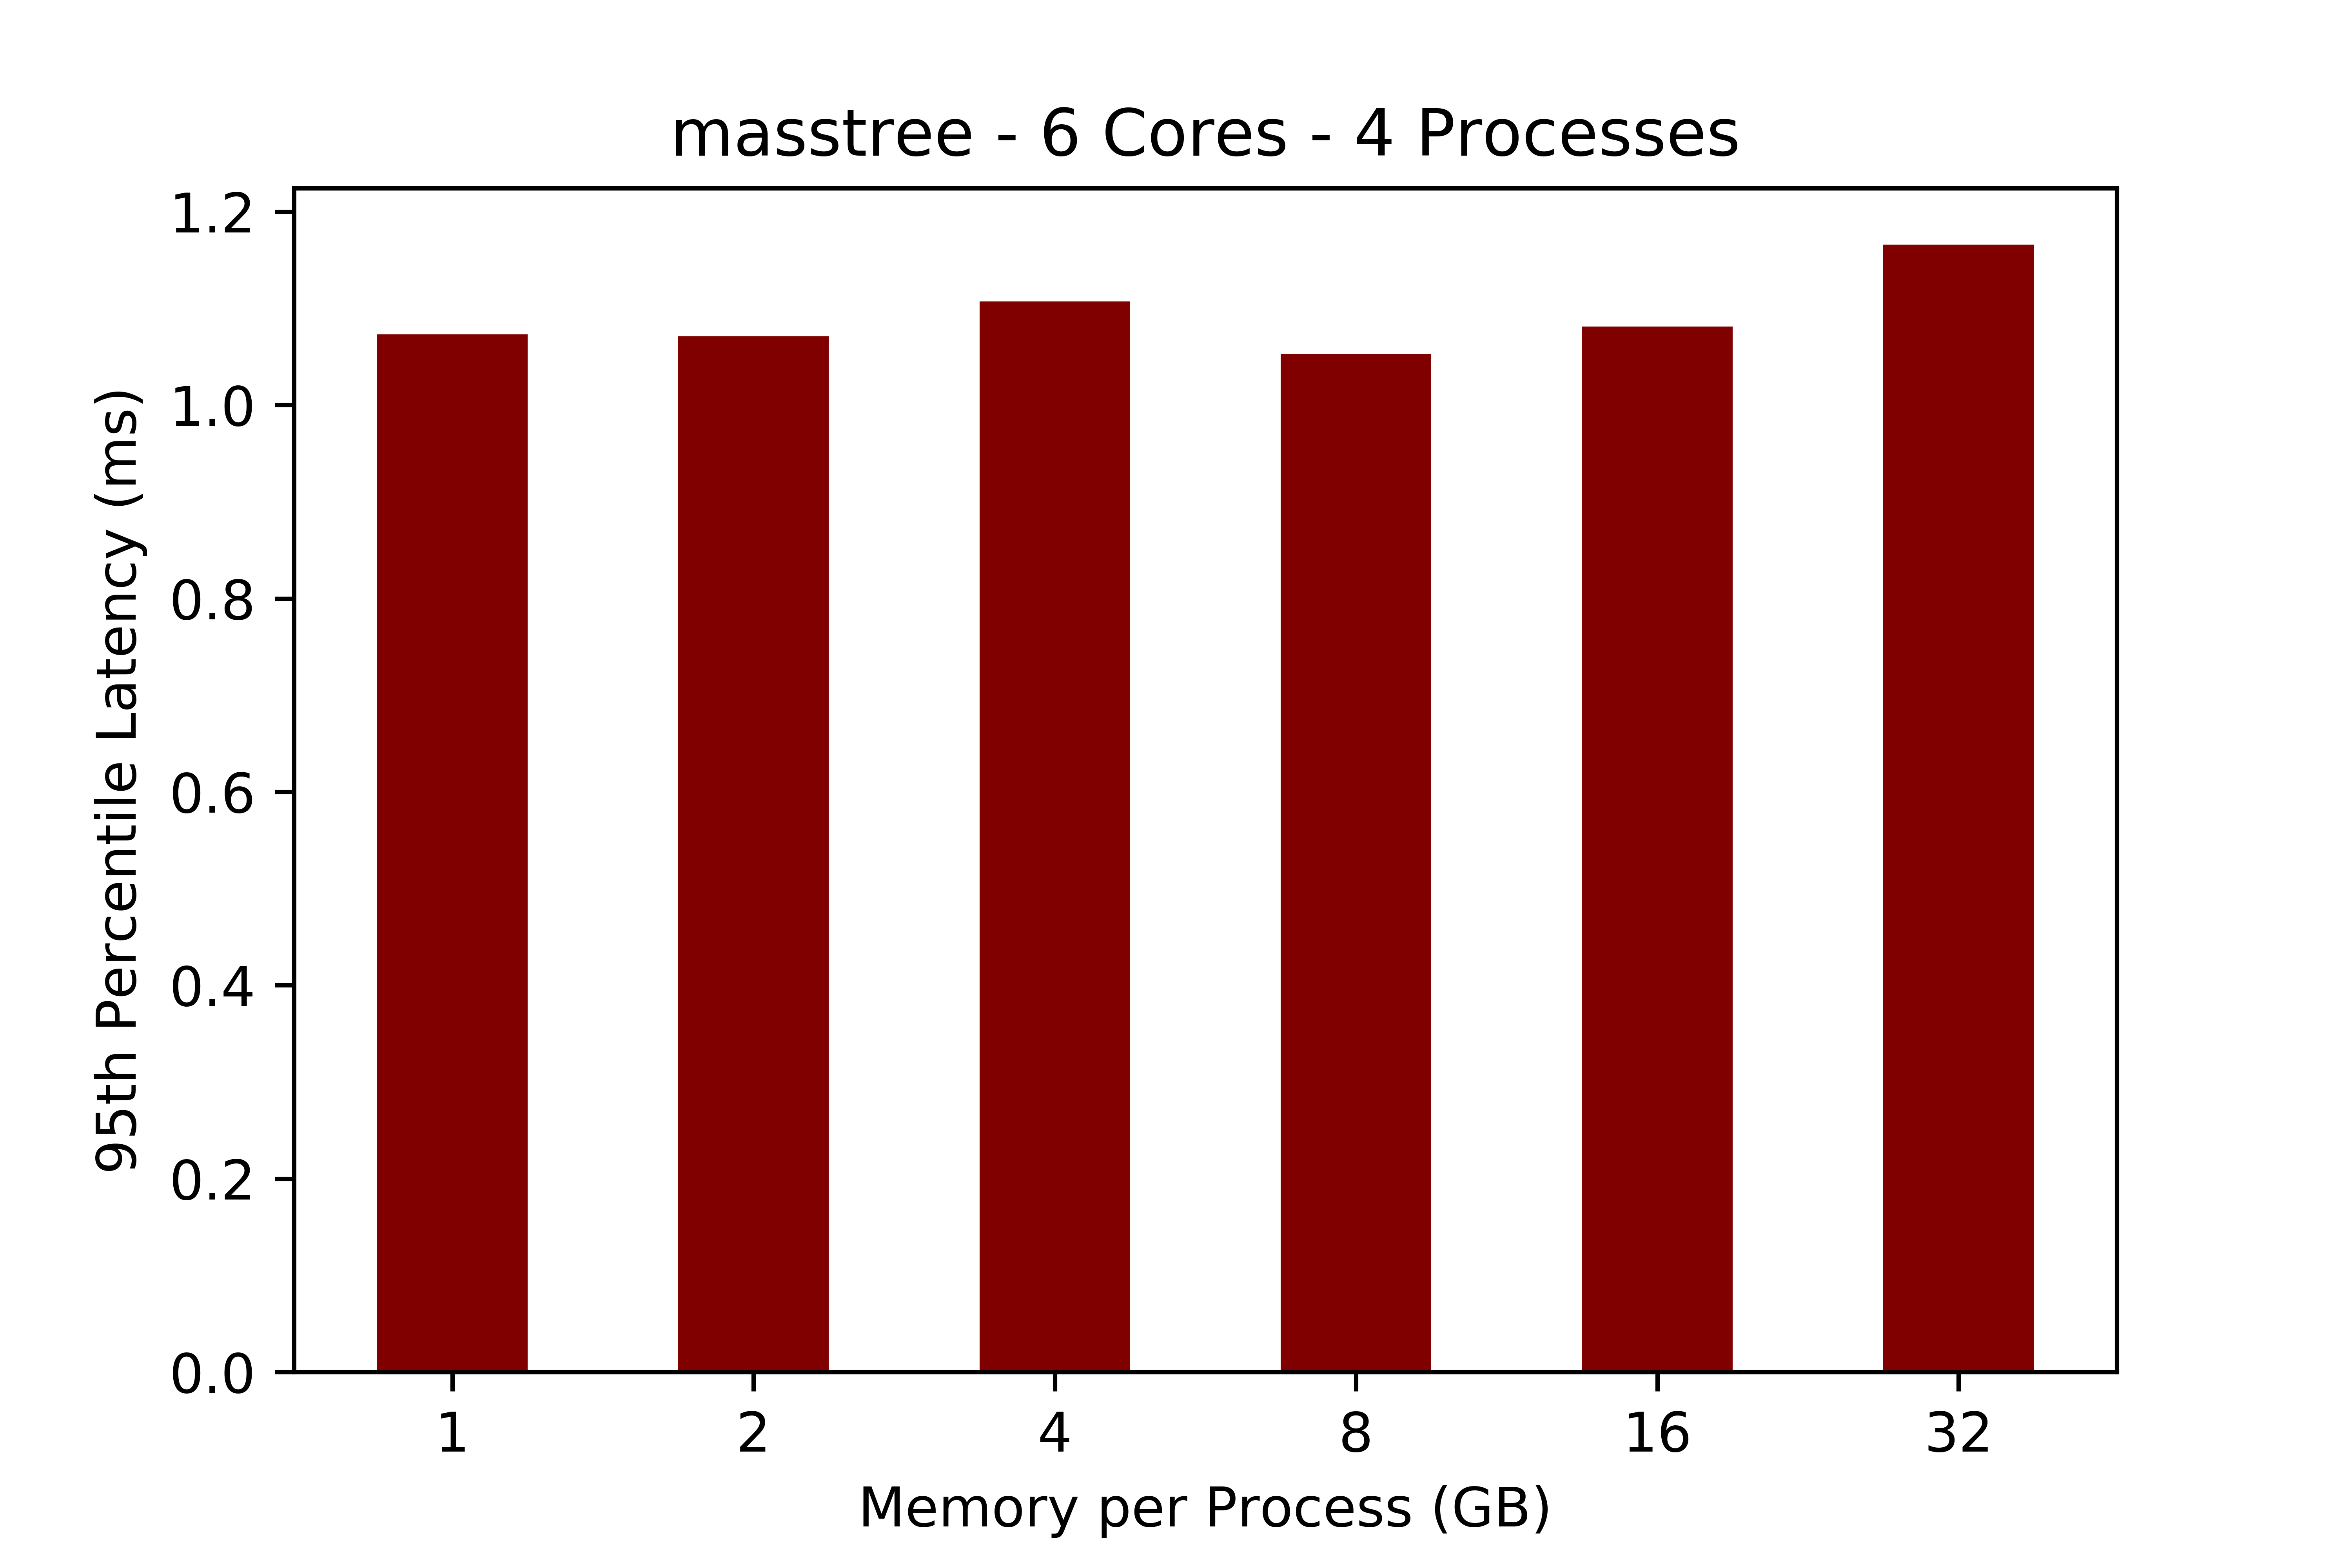 masstree - 6 Cores - 4 Processes
95th Percentile Latency (ms)
1.2
1.0
0.8
0.6
0.4
0.2
0.0
1 2 4 8 16 32
Memory per Process (GB)